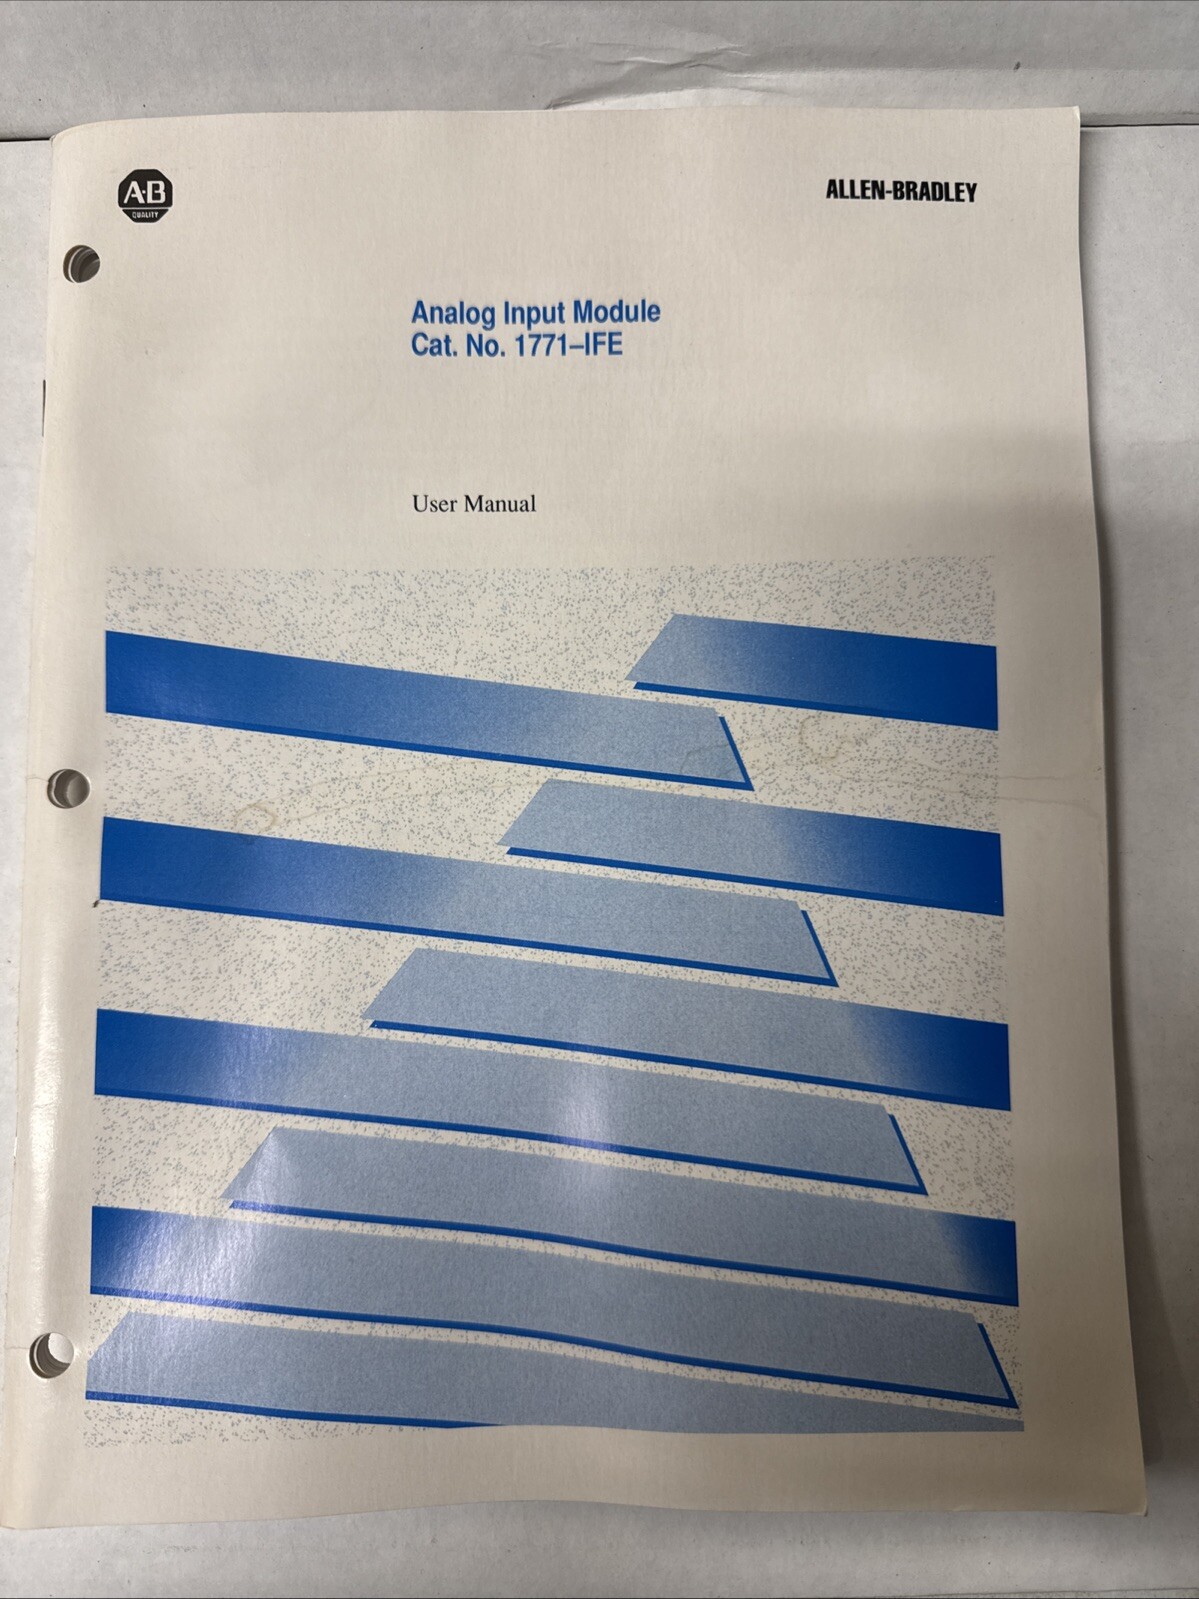 A·B
QUALITY
ALLEN-BRADLEY
Analog Input Module
Cat. No. 1771–IFE
User Manual